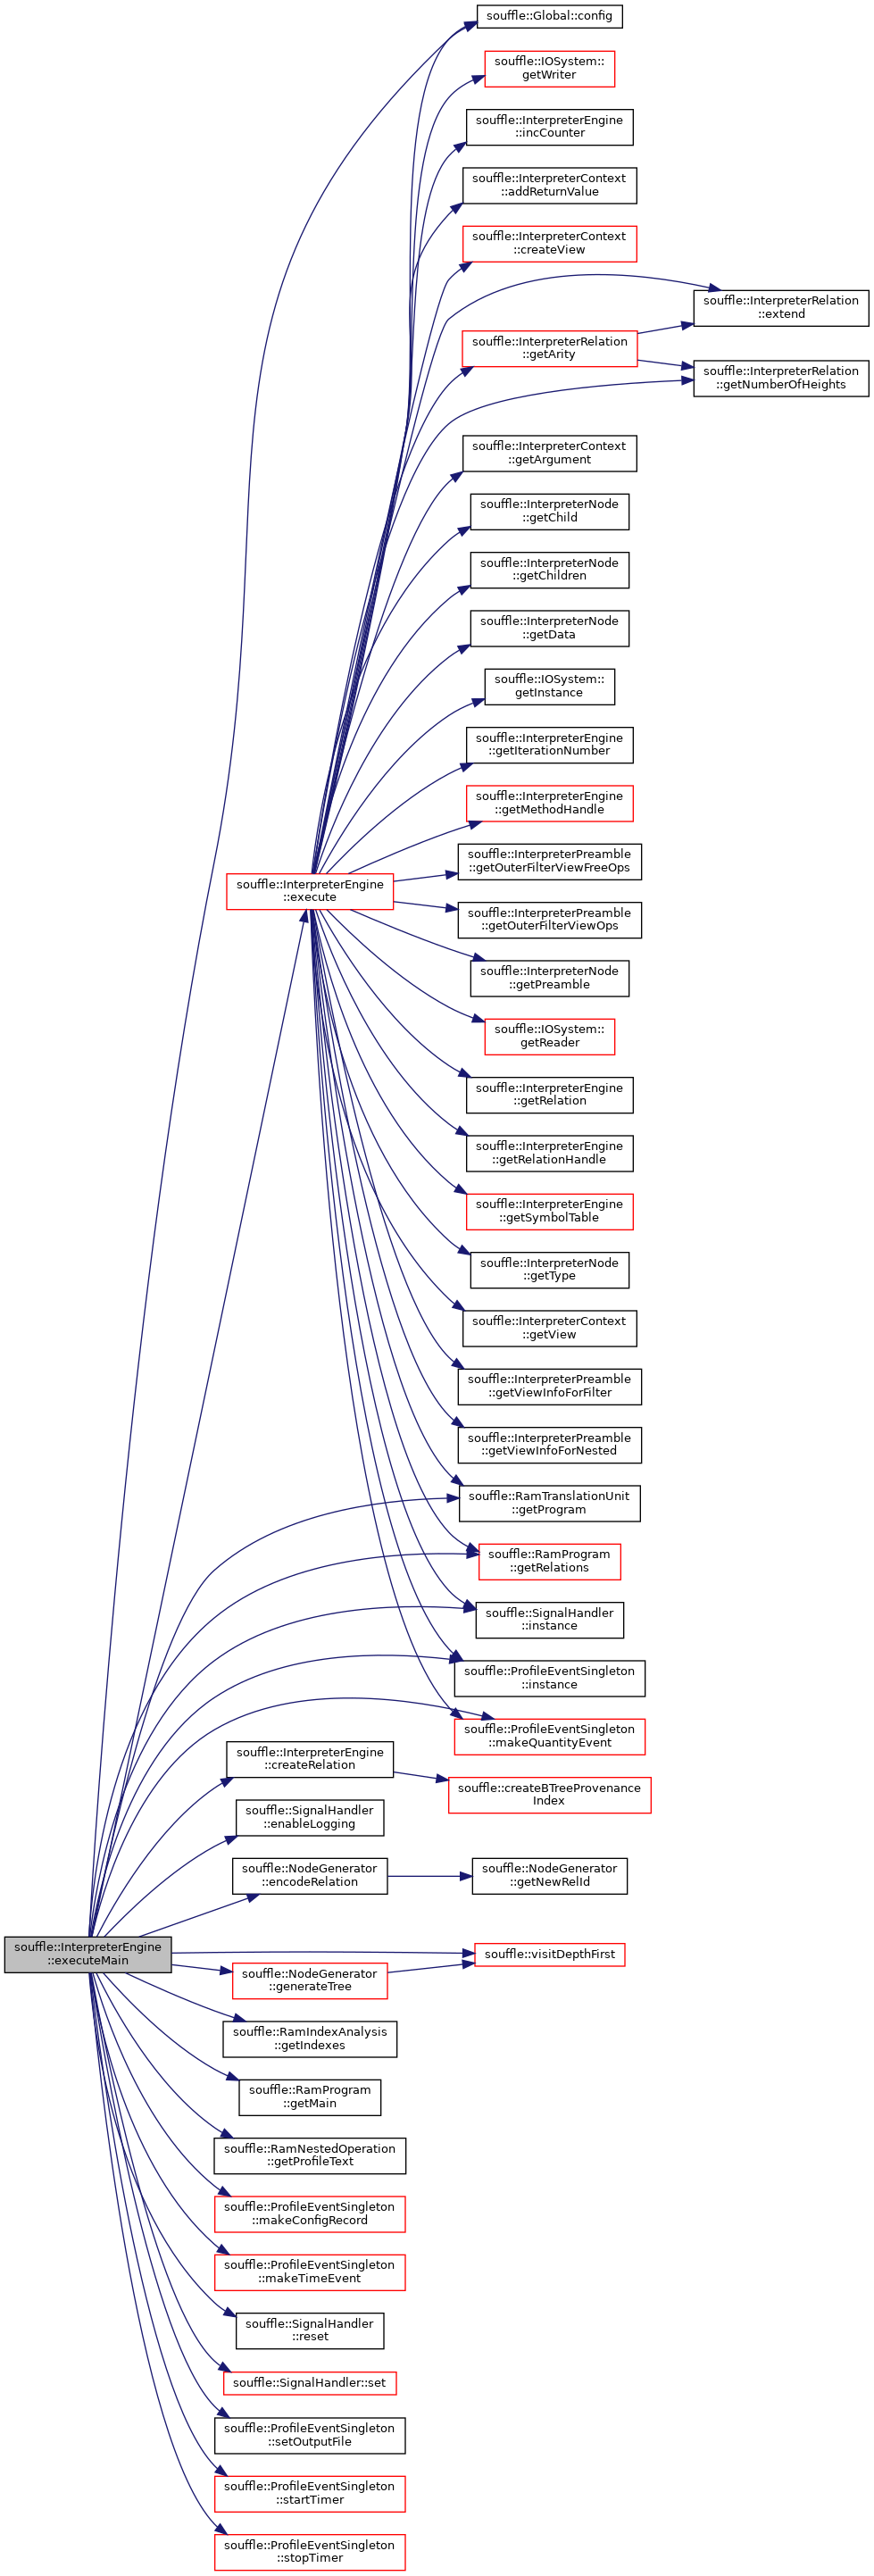 souffle::Global::config
souffle::IOSystem::
getWriter
souffle::InterpreterEngine
::incCounter
souffle::InterpreterContext
::addReturnValue
souffle::InterpreterContext
::createView
souffle::InterpreterRelation
::extend
souffle::InterpreterRelation
::getArity
souffle::InterpreterRelation
::getNumberOfHeights
souffle::InterpreterContext
::getArgument
souffle::InterpreterNode
::getChild
souffle::InterpreterNode
::getChildren
souffle::InterpreterNode
::getData
souffle::IOSystem::
getInstance
souffle::InterpreterEngine
::getIterationNumber
souffle::InterpreterEngine
::getMethodHandle
souffle::InterpreterPreamble
::getOuterFilterViewFreeOps
souffle::InterpreterEngine
::execute
souffle::InterpreterPreamble
::getOuterFilterViewOps
souffle::InterpreterNode
::getPreamble
souffle::IOSystem::
getReader
souffle::InterpreterEngine
::getRelation
souffle::InterpreterEngine
::getRelationHandle
souffle::InterpreterEngine
::getSymbolTable
souffle::InterpreterNode
::getType
souffle::InterpreterContext
::getView
souffle::InterpreterPreamble
::getViewInfoForFilter
souffle::InterpreterPreamble
::getViewInfoForNested
souffle::RamTranslationUnit
::getProgram
souffle::RamProgram
::getRelations
souffle::SignalHandler
::instance
souffle::ProfileEventSingleton
::instance
souffle::ProfileEventSingleton
::makeQuantityEvent
souffle::InterpreterEngine
::createRelation
souffle::createBTreeProvenance
Index
souffle::SignalHandler
::enableLogging
souffle::NodeGenerator
::encodeRelation
souffle::NodeGenerator
::getNewRelId
souffle::InterpreterEngine
::executeMain
souffle::visitDepthFirst
souffle::NodeGenerator
::generateTree
souffle::RamIndexAnalysis
::getIndexes
souffle::RamProgram
::getMain
souffle::RamNestedOperation
::getProfileText
souffle::ProfileEventSingleton
::makeConfigRecord
souffle::ProfileEventSingleton
::makeTimeEvent
souffle::SignalHandler
::reset
souffle::SignalHandler::set
souffle::ProfileEventSingleton
::setOutputFile
souffle::ProfileEventSingleton
::startTimer
souffle::ProfileEventSingleton
::stopTimer